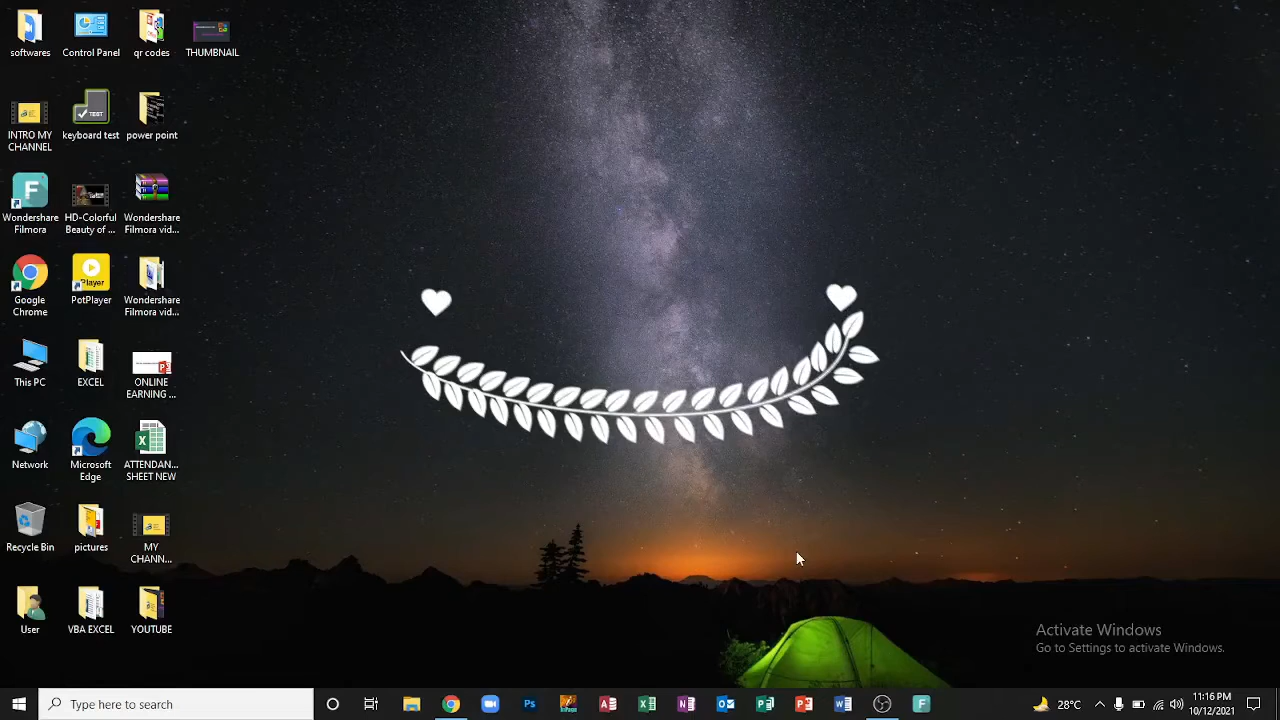 softwares
Control Panel
qr codes
THUMBNAIL
INTRO MY
CHANNEL
TEST
keyboard test
power point
Wondershare
Filmora
HD-Colorful
Beauty of ...
Wondershare
Filmora vid...
Google
Chrome
Player
PotPlayer
Wondershare
Filmora vid...
This PC
EXCEL
ONLINE
EARNING ...
Network
Microsoft
Edge
ATTENDAN...
SHEET NEW
Recycle Bin
pictures
MY
CHANN...
User
VBA EXCEL
YOUTUBE
Activate Windows
Go to Settings to activate Windows.
Type here to search
Ps
28°C
11:16 PM
10/12/2021